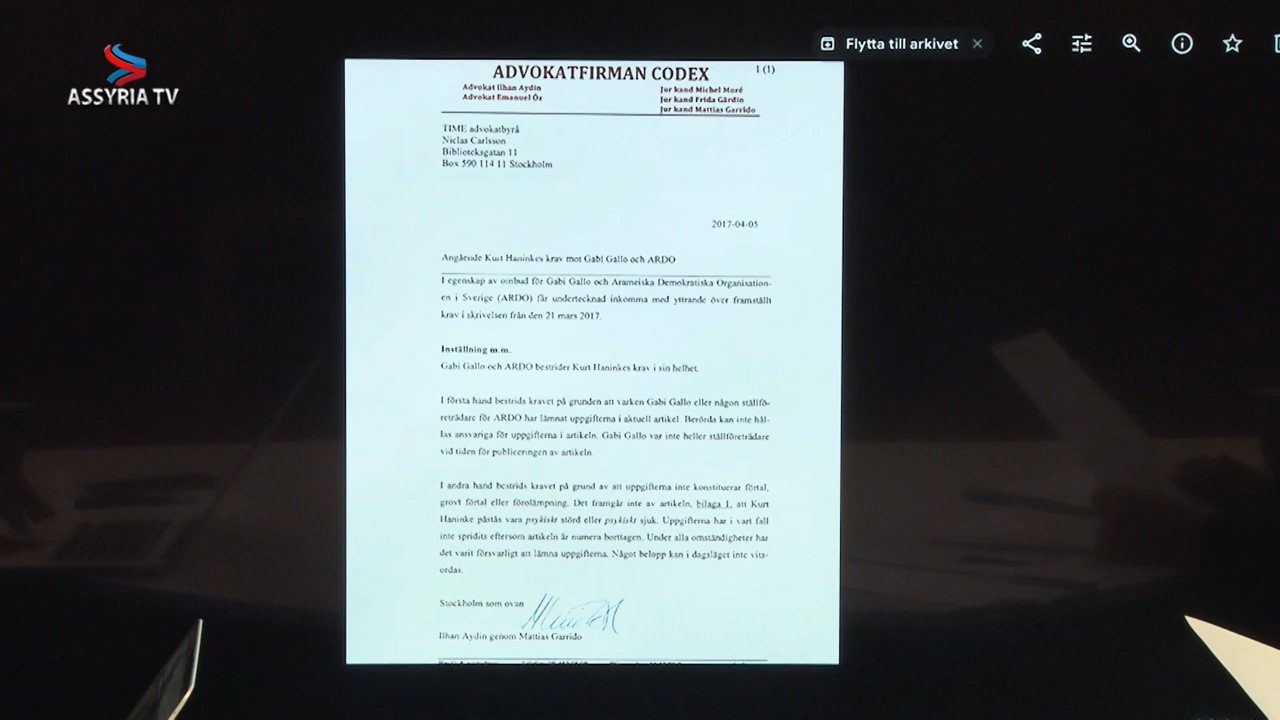 ASSYRIA TV
Flytta till arkivet
1 (1)
ADVOKATFIRMAN CODEX
Advokat Ilhan Aydin
Advokat Emanuel Öz
Jur kand Michel Moré
Jur kand Frida Gärdin
Jur kand Mattias Garrido
TIME advokatbyrå
Niclas Carlsson
Biblioteksgatan 11
Box 590 114 11 Stockholm
2017-04-05
Angående Kurt Haninkes krav mot Gabi Gallo och ARDO
I egenskap av ombud för Gabi Gallo och Arameiska Demokratiska Organisation-
en i Sverige (ARDO) får undertecknad inkomma med yttrande över framställt
krav i skrivelsen från den 21 mars 2017.
Inställning m.m.
Gabi Gallo och ARDO bestrider Kurt Haninkes krav i sin helhet.
I första hand bestrids kravet på grunden att varken Gabi Gallo eller någon ställfö-
reträdare för ARDO har lämnat uppgifterna i aktuell artikel. Berörda kan inte hål-
las ansvariga för uppgifterna i artikeln. Gabi Gallo var inte heller ställföreträdare
vid tiden för publiceringen av artikeln.
I andra hand bestrids kravet på grund av att uppgifterna inte konstituerar förtal,
grovt förtal eller förolämpning. Det framgår inte av artikeln, bilaga 1, att Kurt
Haninke påstås vara psykiskt störd eller psykiskt sjuk. Uppgifterna har i vart fall
inte spridits eftersom artikeln är numera borttagen. Under alla omständigheter har
det varit försvarligt att lämna uppgifterna. Något belopp kan i dagsläget inte vits-
ordas.
Stockholm som ovan
Ilhan Aydin genom Mattias Garrido